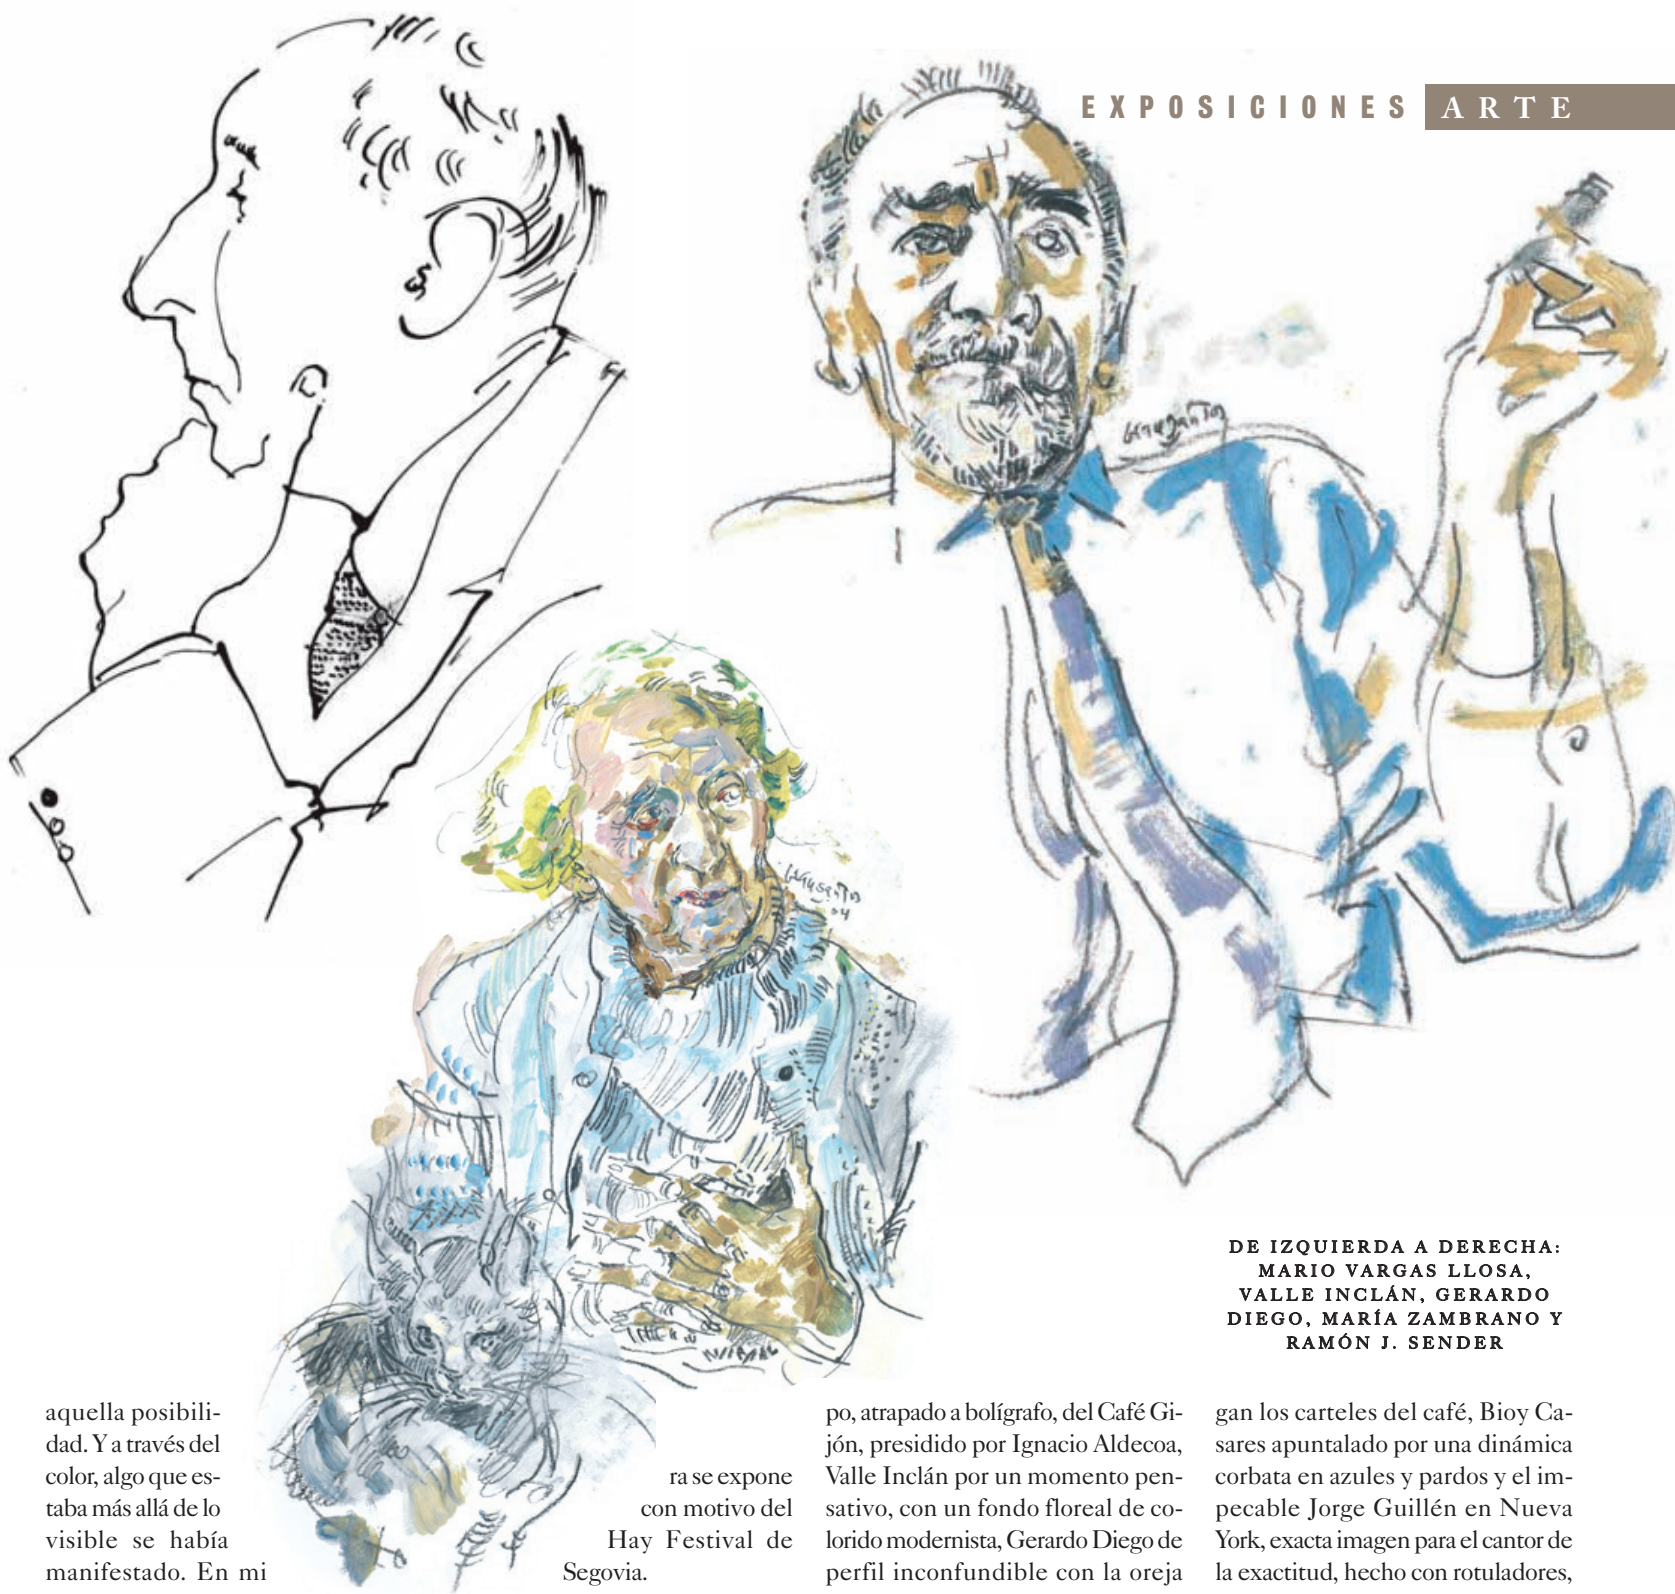 EXPOSICIONES ARTE
DE IZQUIERDA A DERECHA:
MARIO VARGAS LLOSA,
VALLE INCLÁN, GERARDO
DIEGO, MARÍA ZAMBRANO Y
RAMÓN J. SENDER
aquella posibili-
dad. Y a través del
color, algo que es-
taba más allá de lo
visible se había
manifestado. En mi
ra se expone
con motivo del
Hay Festival de
Segovia.
po, atrapado a bolígrafo, del Café Gi-
jón, presidido por Ignacio Aldecoa,
Valle Inclán por un momento pen-
sativo, con un fondo floreal de co-
lorido modernista, Gerardo Diego de
perfil inconfundible con la oreja
gan los carteles del café, Bioy Ca-
sares apuntalado por una dinámica
corbata en azules y pardos y el im-
pecable Jorge Guillén en Nueva
York, exacta imagen para el cantor de
la exactitud, hecho con rotuladores,